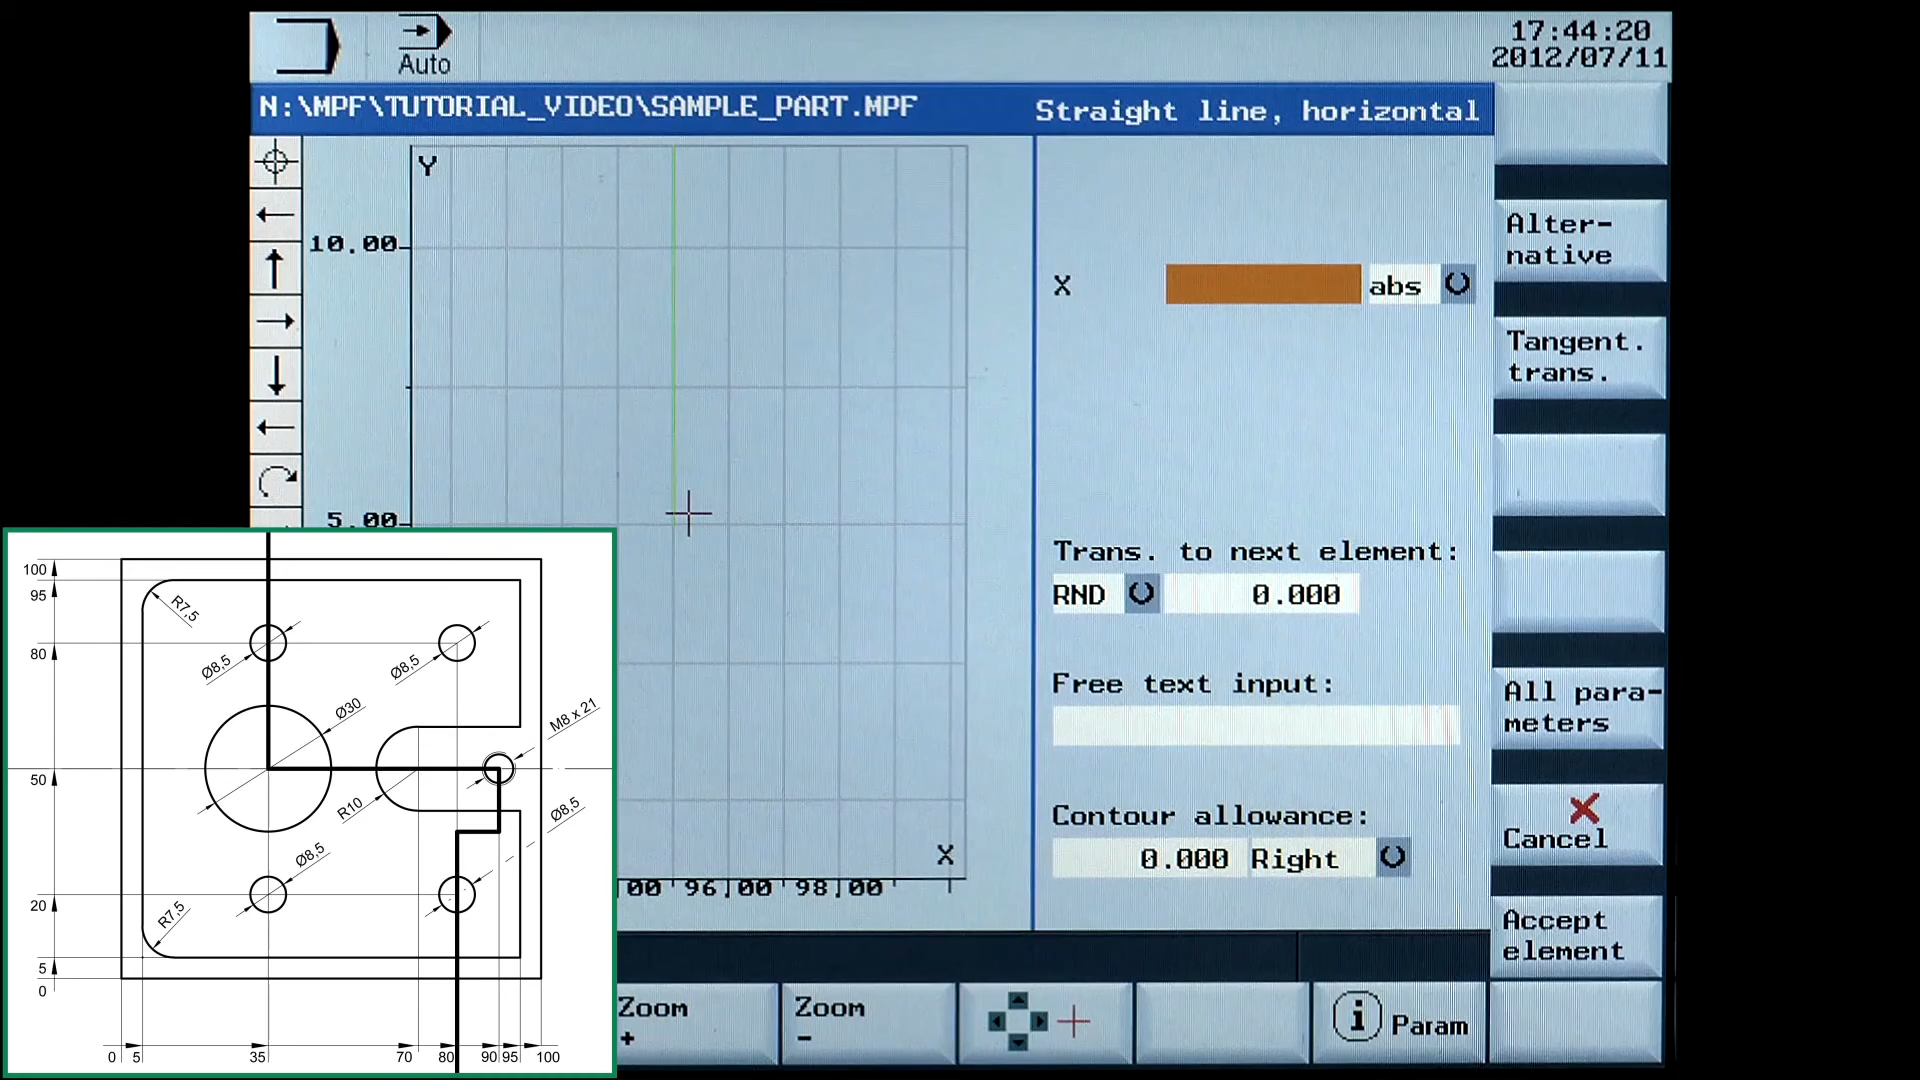 17:44:20
2012/07/11
Auto
N:\MPF\TUTORIAL_VIDEO\SAMPLE_PART.MPF
Straight line, horizontal
Y
10.00
5.00
X
00 96.00 98.00
X
abs
Trans. to next element:
RND
0.000
Free text input:
Contour allowance:
0.000
Right
Alter-
native
Tangent.
trans.
All para-
meters
Cancel
Accept
element
Zoom
+
Zoom
-
i
Param
100
95
80
50
20
5
0
R7,5
Ø8,5
Ø8,5
Ø30
M8 x 21
R10
Ø8,5
Ø8,5
R7,5
0
5
35
70
80
90
95
100